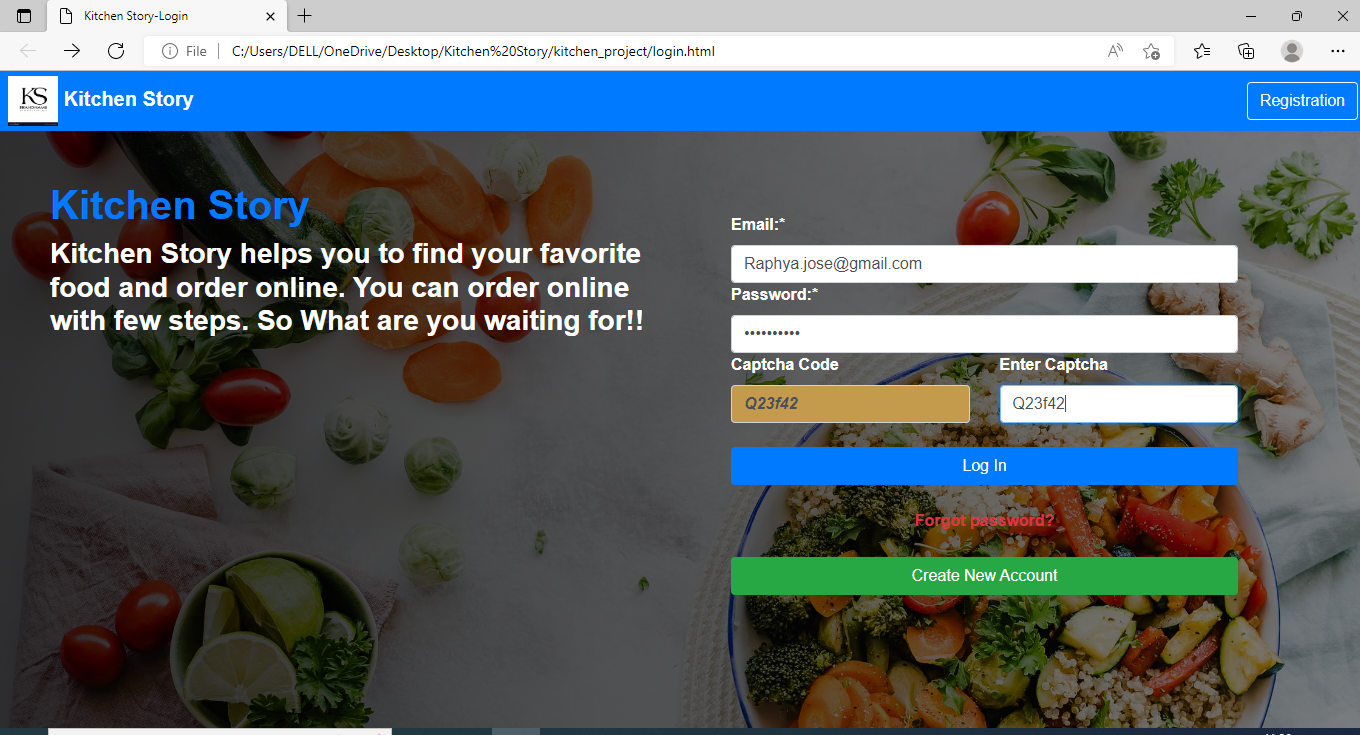 Kitchen Story-Login
File
C:/Users/DELL/OneDrive/Desktop/Kitchen%20Story/kitchen_project/login.html
KS
Kitchen Story
Registration
Kitchen Story
Kitchen Story helps you to find your favorite
food and order online. You can order online
with few steps. So What are you waiting for!!
Email:*
Raphya.jose@gmail.com
Password:*
••••••••••
Captcha Code
Enter Captcha
Q23f42
Q23f42
Log In
Forgot password?
Create New Account